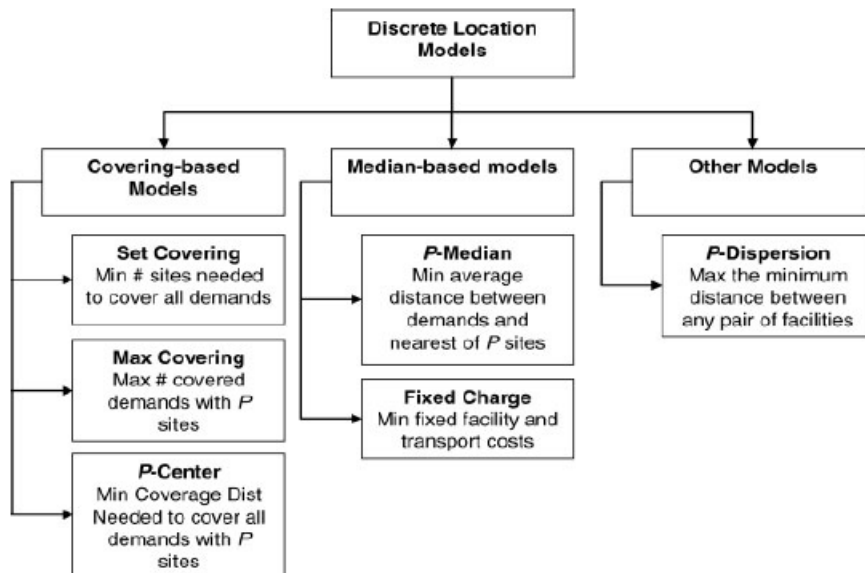 Discrete Location
Models
Covering-based
Models
Median-based models
Other Models
Set Covering
Min # sites needed
to cover all demands
Max Covering
Max # covered
demands with P
sites
P-Center
Min Coverage Dist
Needed to cover all
demands with P
sites
P-Median
Min average
distance between
demands and
nearest of P sites
Fixed Charge
Min fixed facility and
transport costs
P-Dispersion
Max the minimum
distance between
any pair of facilities